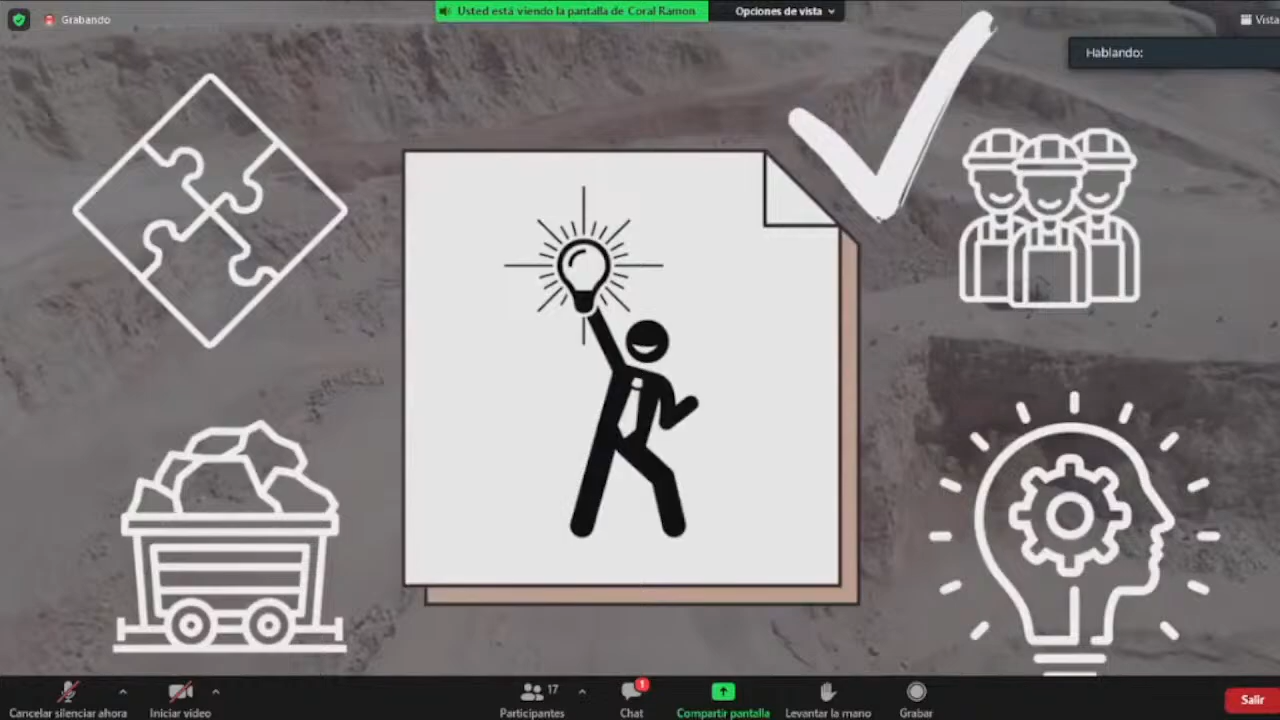 Grabando
Usted está viendo la pantalla de Coral Ramon
Opciones de vista
Vista
Hablando:
Cancelar silenciar ahora
Iniciar video
17
Participantes
1
Chat
Compartir pantalla
Levantar la mano
Grabar
Salir